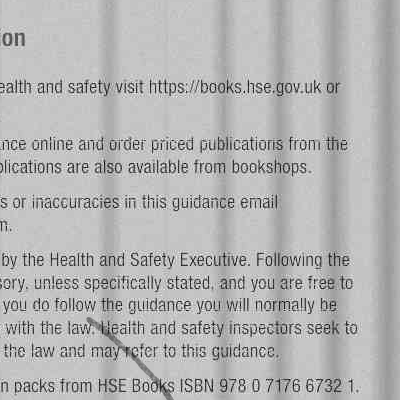 ion
ealth and safety visit https://books.hse.gov.uk or
ance online and order priced publications from the
blications are also available from bookshops.
s or inaccuracies in this guidance email
m.
by the Health and Safety Executive. Following the
sory, unless specifically stated, and you are free to
you do follow the guidance you will normally be
with the law. Health and safety inspectors seek to
the law and may refer to this guidance.
n packs from HSE Books ISBN 978 0 7176 6732 1.